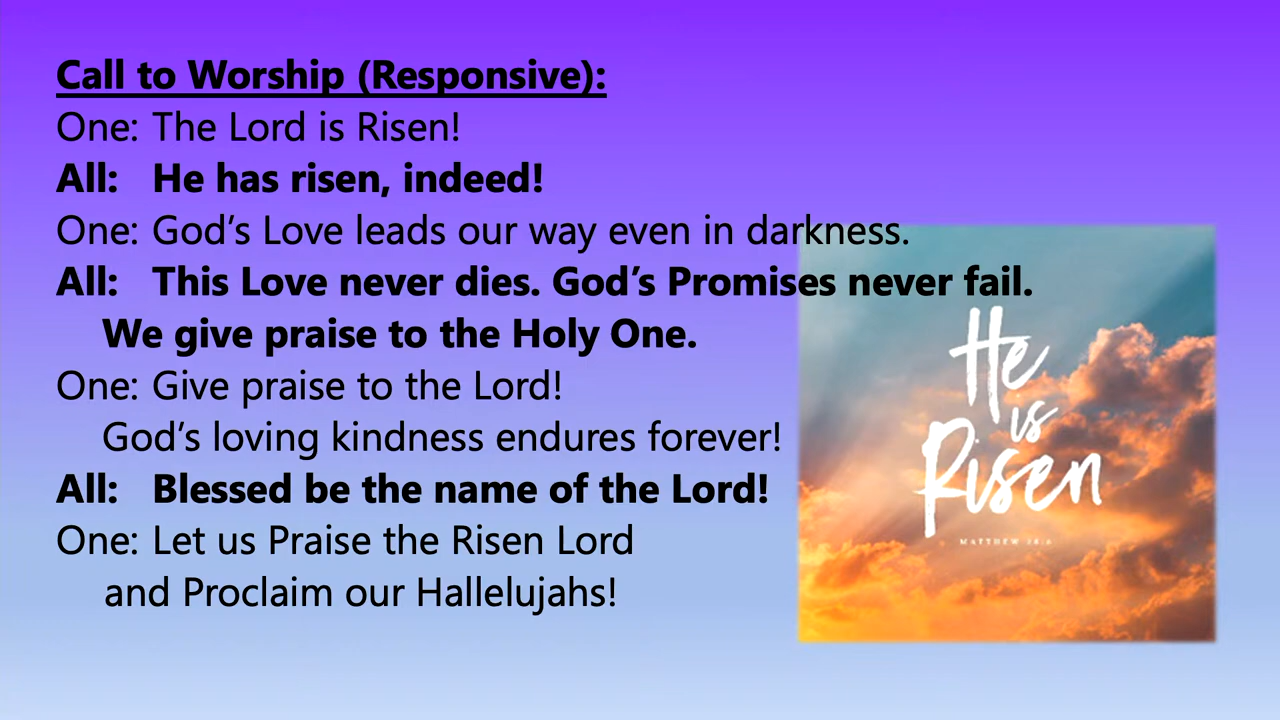 Call to Worship (Responsive):
One: The Lord is Risen!
All: He has risen, indeed!
One: God’s Love leads our way even in darkness.
All: This Love never dies. God’s Promises never fail.
We give praise to the Holy One.
One: Give praise to the Lord!
God’s loving kindness endures forever!
All: Blessed be the name of the Lord!
One: Let us Praise the Risen Lord
and Proclaim our Hallelujahs!
He
is
Risen
MATTHEW